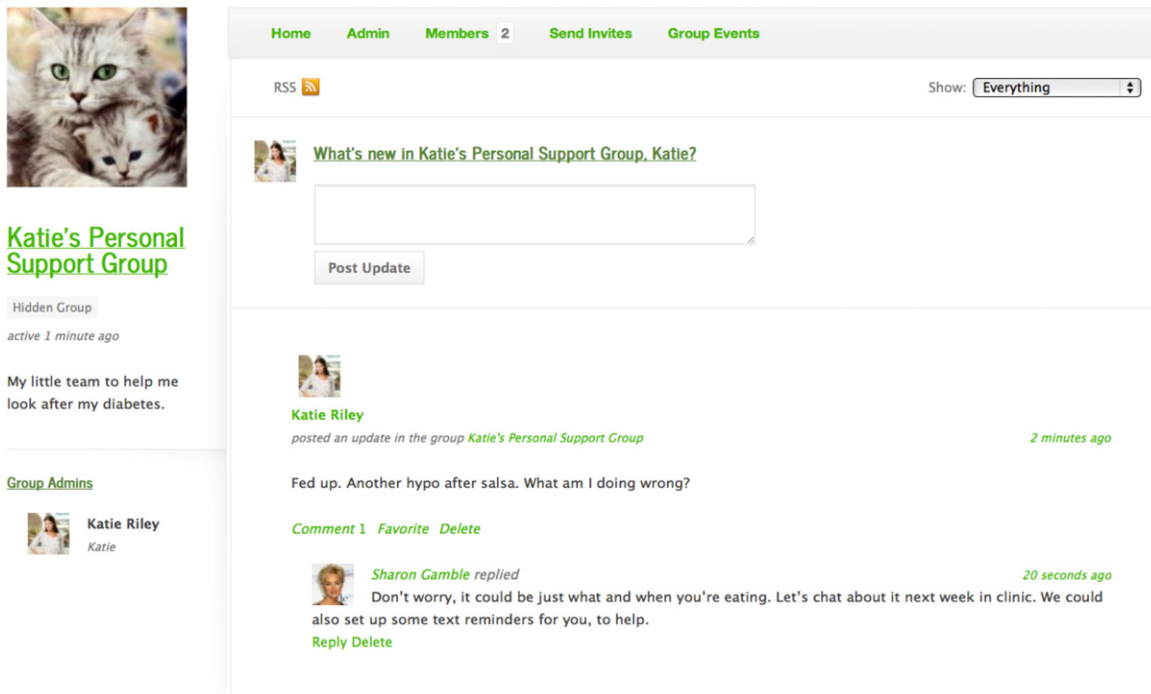 Home Admin Members 2 Send Invites Group Events
RSS
Show: Everything
What's new in Katie's Personal Support Group, Katie?
Post Update
Katie's Personal
Support Group
Hidden Group
active 1 minute ago
My little team to help me
look after my diabetes.
Group Admins
Katie Riley
Katie
Katie Riley
posted an update in the group Katie's Personal Support Group 2 minutes ago
Fed up. Another hypo after salsa. What am I doing wrong?
Comment 1 Favorite Delete
Sharon Gamble replied 20 seconds ago
Don't worry, it could be just what and when you're eating. Let's chat about it next week in clinic. We could
also set up some text reminders for you, to help.
Reply Delete